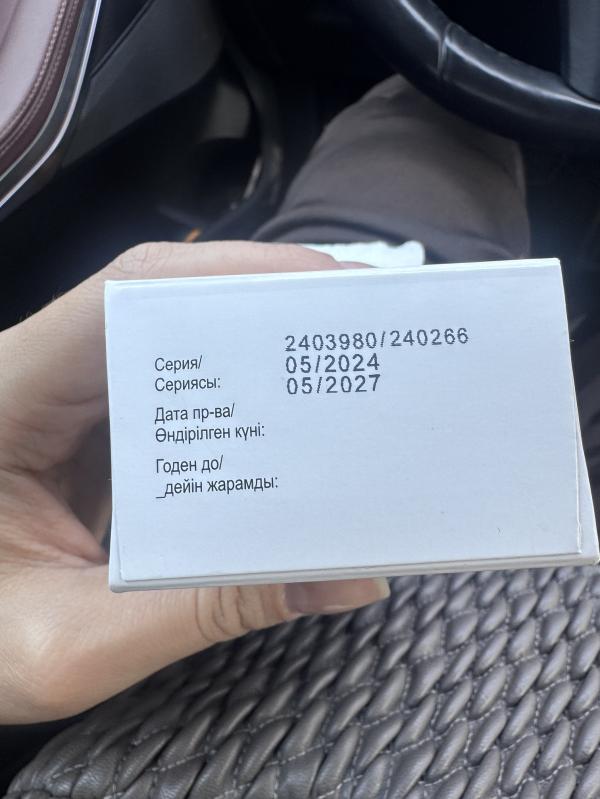 2403980/240266
Серия/ 05/2024
Сериясы: 05/2027
Дата пр-ва/
Өндірілген күні:
Годен до/
_дейін жарамды: